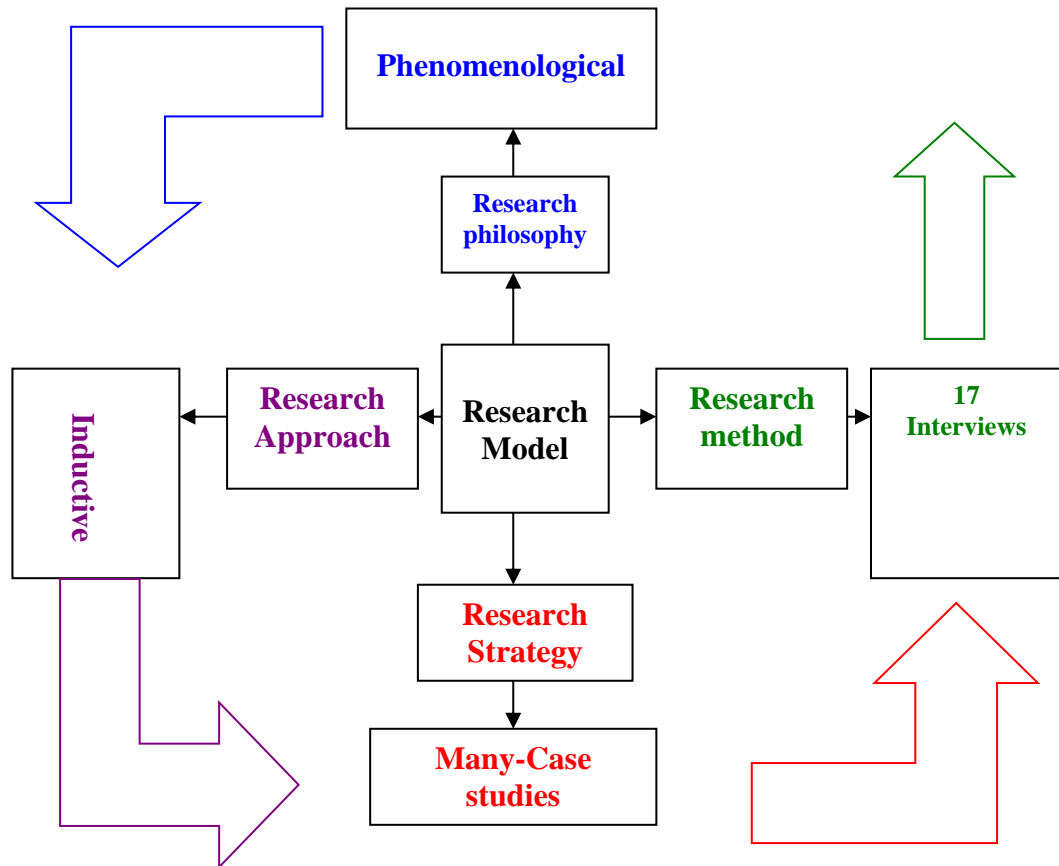 Phenomenological
Research
philosophy
Inductive
Research
Approach
Research
Model
Research
method
17
Interviews
Research
Strategy
Many-Case
studies